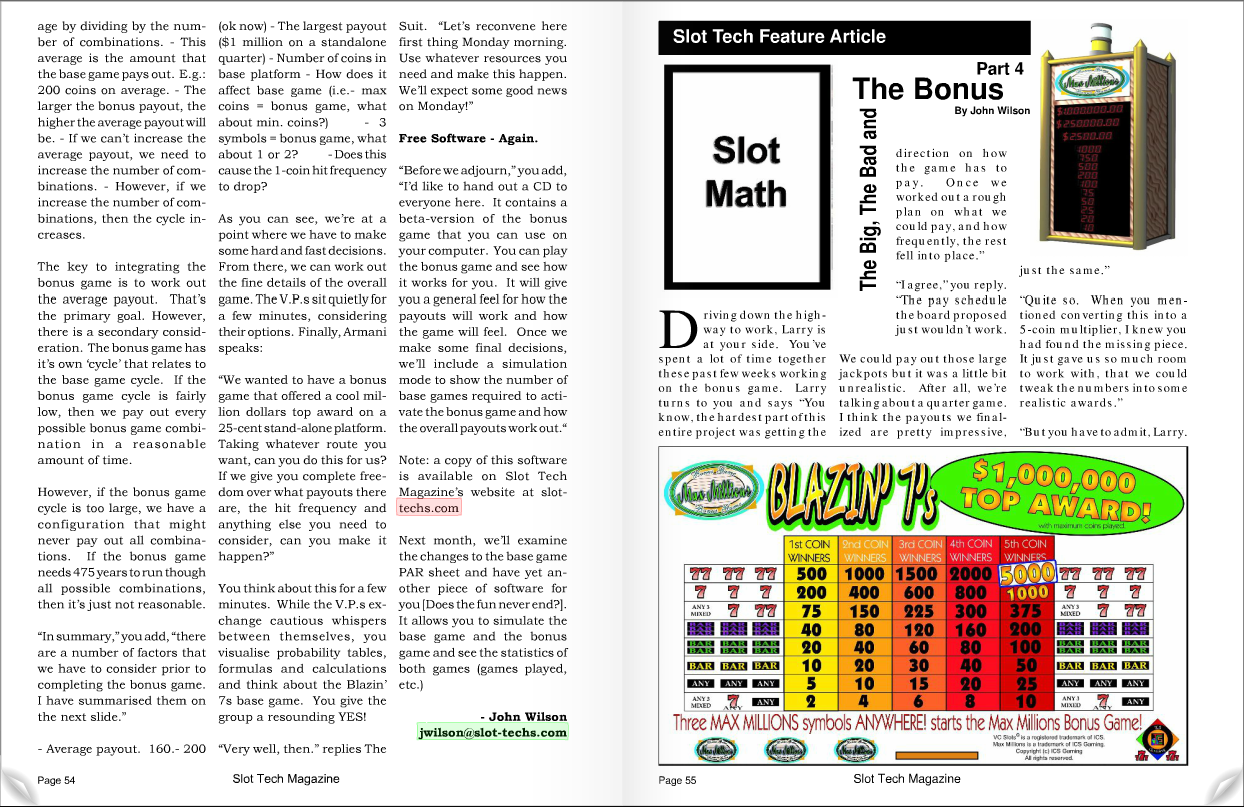 age by dividing by the num-
ber of combinations. - This
average is the amount that
the base game pays out. E.g.:
200 coins on average. - The
larger the bonus payout, the
higher the average payout will
be. - If we can't increase the
average payout, we need to
increase the number of com-
binations. - However, if we
increase the number of com-
binations, then the cycle in-
creases.
The key to integrating the
bonus game is to work out
the average payout. That's
the primary goal. However,
there is a secondary consid-
eration. The bonus game has
it's own 'cycle' that relates to
the base game cycle. If the
bonus game cycle is fairly
low, then we pay out every
possible bonus game combi-
nation in a reasonable
amount of time.
However, if the bonus game
cycle is too large, we have a
configuration that might
never pay out all combina-
tions. If the bonus game
needs 475 years to run though
all possible combinations,
then it's just not reasonable.
"In summary," you add, "there
are a number of factors that
we have to consider prior to
completing the bonus game.
I have summarised them on
the next slide."
- Average payout. 160.- 200
(ok now) - The largest payout
($1 million on a standalone
quarter) - Number of coins in
base platform - How does it
affect base game (i.e.- max
coins = bonus game, what
about min. coins?) - 3
symbols = bonus game, what
about 1 or 2? - Does this
cause the 1-coin hit frequency
to drop?
As you can see, we're at a
point where we have to make
some hard and fast decisions.
From there, we can work out
the fine details of the overall
game. The V.P.s sit quietly for
a few minutes, considering
their options. Finally, Armani
speaks:
"We wanted to have a bonus
game that offered a cool mil-
lion dollars top award on a
25-cent stand-alone platform.
Taking whatever route you
want, can you do this for us?
If we give you complete free-
dom over what payouts there
are, the hit frequency and
anything else you need to
consider, can you make it
happen?"
You think about this for a few
minutes. While the V.P.s ex-
change cautious whispers
between themselves, you
visualise probability tables,
formulas and calculations
and think about the Blazin'
7s base game. You give the
group a resounding YES!
"Very well, then." replies The
Suit. "Let's reconvene here
first thing Monday morning.
Use whatever resources you
need and make this happen.
We'll expect some good news
on Monday!"
Free Software - Again.
"Before we adjourn," you add,
"I'd like to hand out a CD to
everyone here. It contains a
beta-version of the bonus
game that you can use on
your computer. You can play
the bonus game and see how
it works for you. It will give
you a general feel for how the
payouts will work and how
the game will feel. Once we
make some final decisions,
we'll include a simulation
mode to show the number of
base games required to acti-
vate the bonus game and how
the overall payouts work out."
Note: a copy of this software
is available on Slot Tech
Magazine's website at slot-
techs.com
Next month, we'll examine
the changes to the base game
PAR sheet and have yet an-
other piece of software for
you [Does the fun never end?].
It allows you to simulate the
base game and the bonus
game and see the statistics of
both games (games played,
etc.)
- John Wilson
jwilson@slot-techs.com
Page 54
Slot Tech Magazine
Slot Tech Feature Article
Slot
Math
The Big, The Bad and
Part 4
The Bonus
By John Wilson
$1000000.00
$250000.00
$2500.00
1000
750
500
200
100
75
50
25
20
10
Driving down the high-
way to work, Larry is
at your side. You've
spent a lot of time together
these past few weeks working
on the bonus game. Larry
turns to you and says "You
know, the hardest part of this
entire project was getting the
direction on how
the game has to
pay. Once we
worked out a rough
plan on what we
could pay, and how
frequently, the rest
fell into place."
"I agree," you reply.
"The pay schedule
the board proposed
just wouldn't work.
We could pay out those large
jackpots but it was a little bit
unrealistic. After all, we're
talking about a quarter game.
I think the payouts we final-
ized are pretty impressive,
just the same."
"Quite so. When you men-
tioned converting this into a
5-coin multiplier, I knew you
had found the missing piece.
It just gave us so much room
to work with, that we could
tweak the numbers into some
realistic awards."
"But you have to admit, Larry.
Max Millions
BLAZIN' 7's
$1,000,000
TOP AWARD!
with maximum coins played
1st COIN WINNERS 2nd COIN WINNERS 3rd COIN WINNERS 4th COIN WINNERS 5th COIN WINNERS
77 77 77 500 1000 1500 2000 5000 77 77 77
7 7 7 200 400 600 800 1000 7 7 7
ANY 3 MIXED 7 77 75 150 225 300 375 ANY 3 MIXED 7 77
BAR BAR BAR 40 80 120 160 200 BAR BAR BAR
BAR BAR BAR 20 40 60 80 100 BAR BAR BAR
BAR BAR BAR 10 20 30 40 50 BAR BAR BAR
ANY ANY ANY 5 10 15 20 25 ANY ANY ANY
ANY 3 MIXED 7 ANY ANY 2 4 6 8 10 ANY 3 MIXED 7 ANY ANY
Three MAX MILLIONS symbols ANYWHERE! starts the Max Millions Bonus Game!
VC Slots® is a registered trademark of ICS.
Max Millions is a trademark of ICS Gaming.
Copyright (c) ICS Gaming
All rights reserved.
Page 55
Slot Tech Magazine